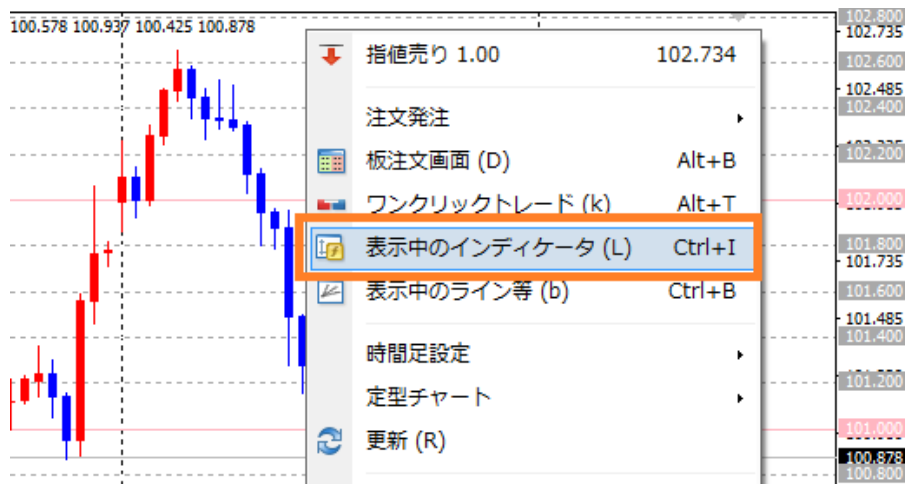 100.578 100.937 100.425 100.878
指値売り 1.00 102.734
注文発注
板注文画面 (D) Alt+B
ワンクリックトレード (k) Alt+T
表示中のインディケータ (L) Ctrl+I
表示中のライン等 (b) Ctrl+B
時間足設定
定型チャート
更新 (R)
102.800
102.735
102.600
102.485
102.400
102.200
102.000
101.800
101.735
101.600
101.485
101.400
101.200
101.000
100.878
100.800